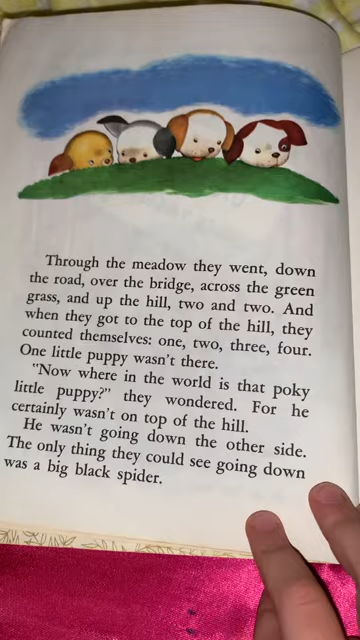 Through the meadow they went, down
the road, over the bridge, across the green
grass, and up the hill, two and two. And
when they got to the top of the hill, they
counted themselves: one, two, three, four.
One little puppy wasn't there.
"Now where in the world is that poky
little puppy?" they wondered. For he
certainly wasn't on top of the hill.
He wasn't going down the other side.
The only thing they could see going down
was a big black spider.